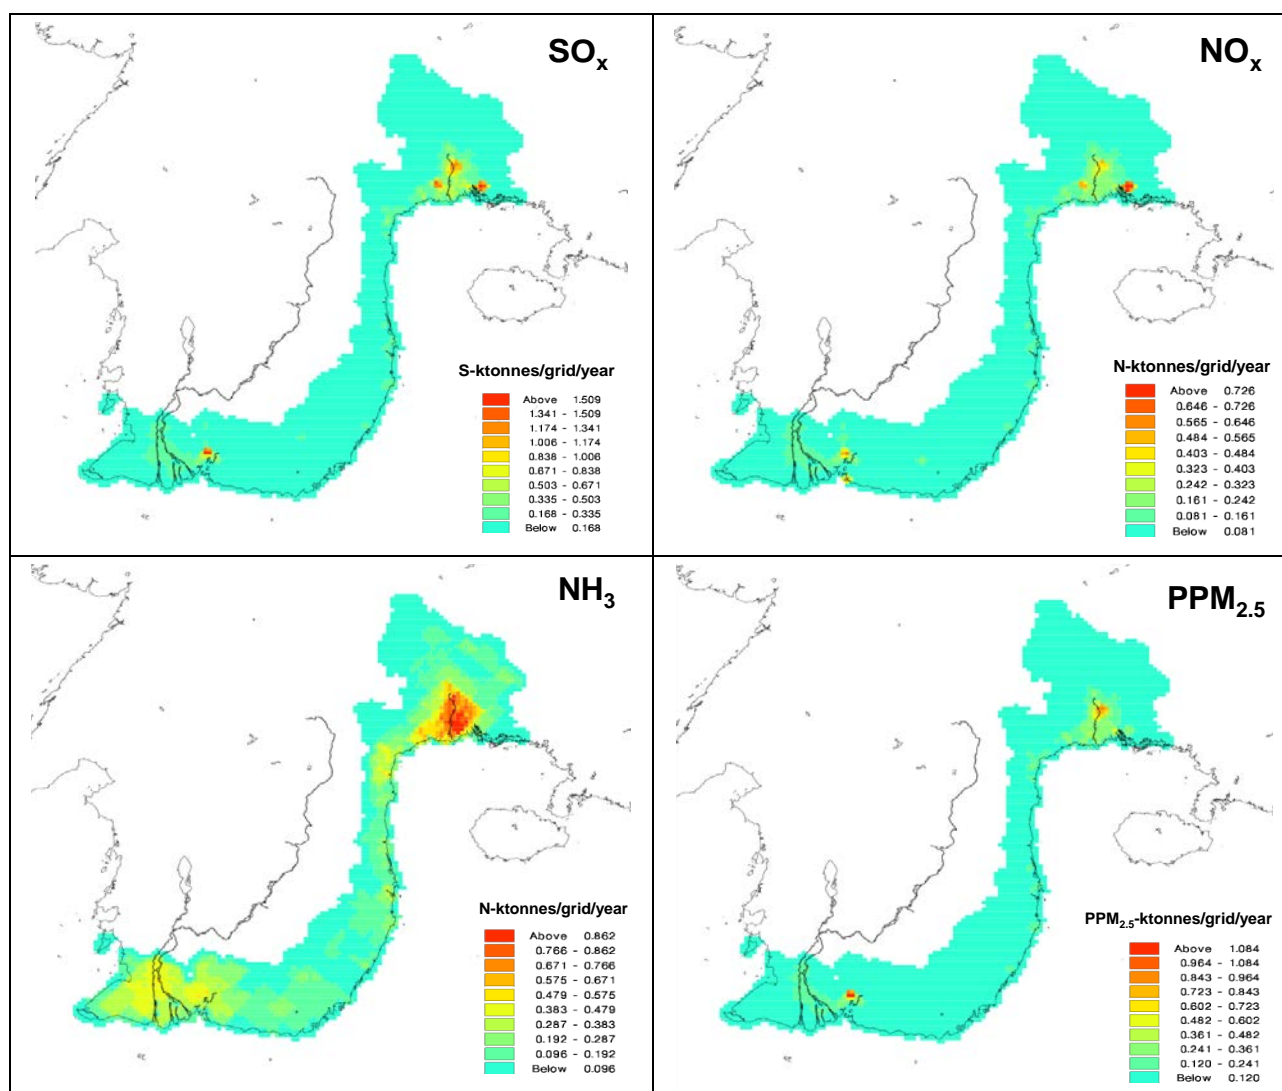 SOx
S-ktonnes/grid/year
Above 1.509
1.341 - 1.509
1.174 - 1.341
1.006 - 1.174
0.838 - 1.006
0.671 - 0.838
0.503 - 0.671
0.335 - 0.503
0.168 - 0.335
Below 0.168
NOx
N-ktonnes/grid/year
Above 0.726
0.646 - 0.726
0.565 - 0.646
0.484 - 0.565
0.403 - 0.484
0.323 - 0.403
0.242 - 0.323
0.161 - 0.242
0.081 - 0.161
Below 0.081
NH3
N-ktonnes/grid/year
Above 0.862
0.766 - 0.862
0.671 - 0.766
0.575 - 0.671
0.479 - 0.575
0.383 - 0.479
0.287 - 0.383
0.192 - 0.287
0.096 - 0.192
Below 0.096
PPM2.5
PPM2.5-ktonnes/grid/year
Above 1.084
0.964 - 1.084
0.843 - 0.964
0.723 - 0.843
0.602 - 0.723
0.482 - 0.602
0.361 - 0.482
0.241 - 0.361
0.120 - 0.241
Below 0.120